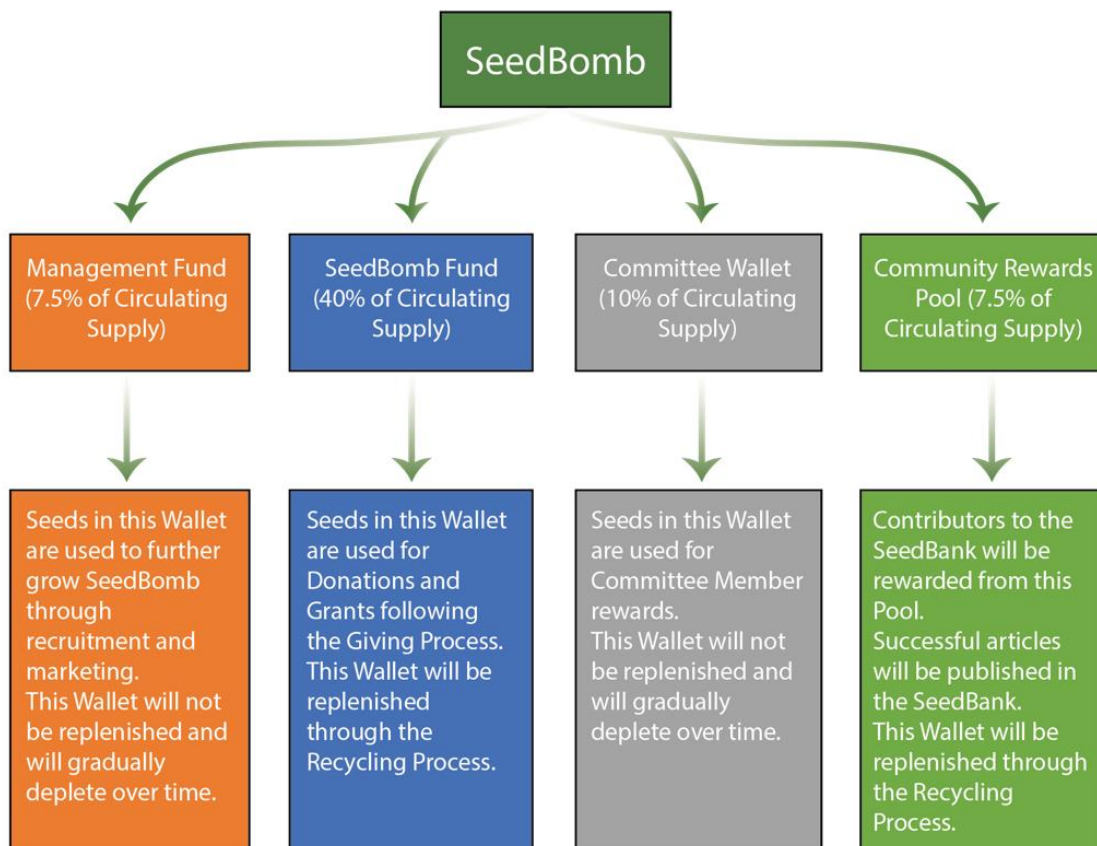 SeedBomb
Management Fund
(7.5% of Circulating
Supply)
SeedBomb Fund
(40% of Circulating
Supply)
Committee Wallet
(10% of Circulating
Supply)
Community Rewards
Pool (7.5% of
Circulating Supply)
Seeds in this Wallet
are used to further
grow SeedBomb
through
recruitment and
marketing.
This Wallet will not
be replenished and
will gradually
deplete over time.
Seeds in this Wallet
are used for
Donations and
Grants following
the Giving Process.
This Wallet will be
replenished
through the
Recycling Process.
Seeds in this Wallet
are used for
Committee Member
rewards.
This Wallet will not
be replenished and
will gradually
deplete over time.
Contributors to the
SeedBank will be
rewarded from this
Pool.
Successful articles
will be published in
the SeedBank.
This Wallet will be
replenished through
the Recycling
Process.